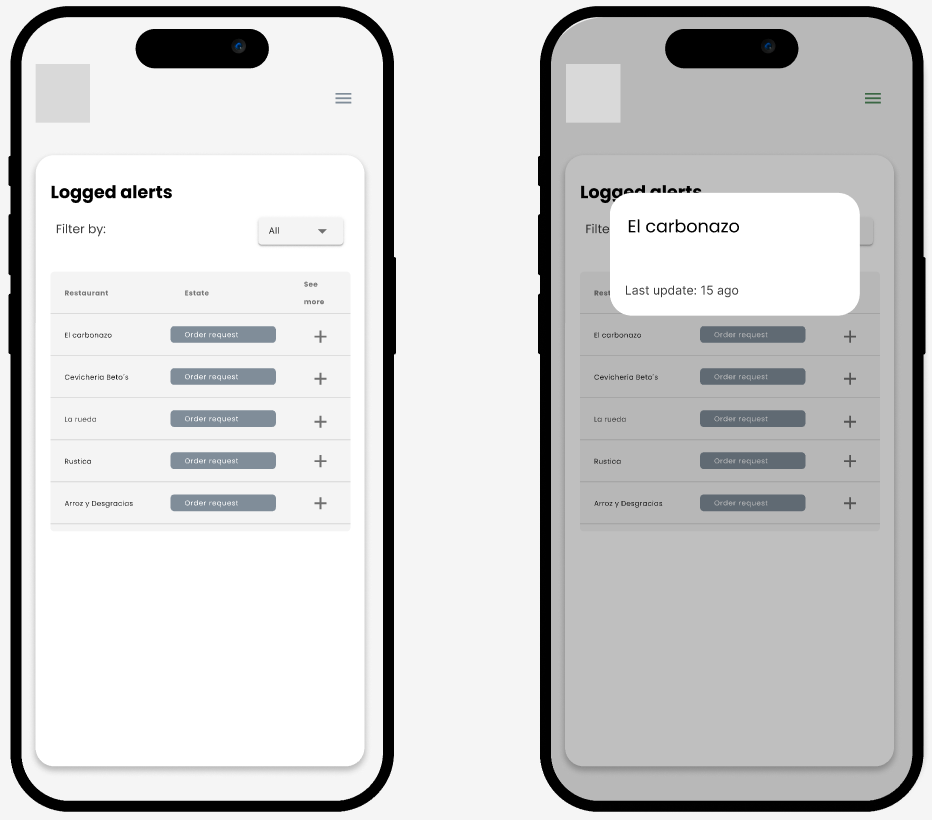 Logged alerts
Filter by:
All
Restaurant
Estate
See
more
El carbonazo
Order request
Cevichería Beto´s
Order request
La rueda
Order request
Rustica
Order request
Arroz y Desgracias
Order request
Logged alerts
Filte
El carbonazo
Last update: 15 ago
Rest
El carbonazo
Order request
Cevichería Beto´s
Order request
La rueda
Order request
Rustica
Order request
Arroz y Desgracias
Order request